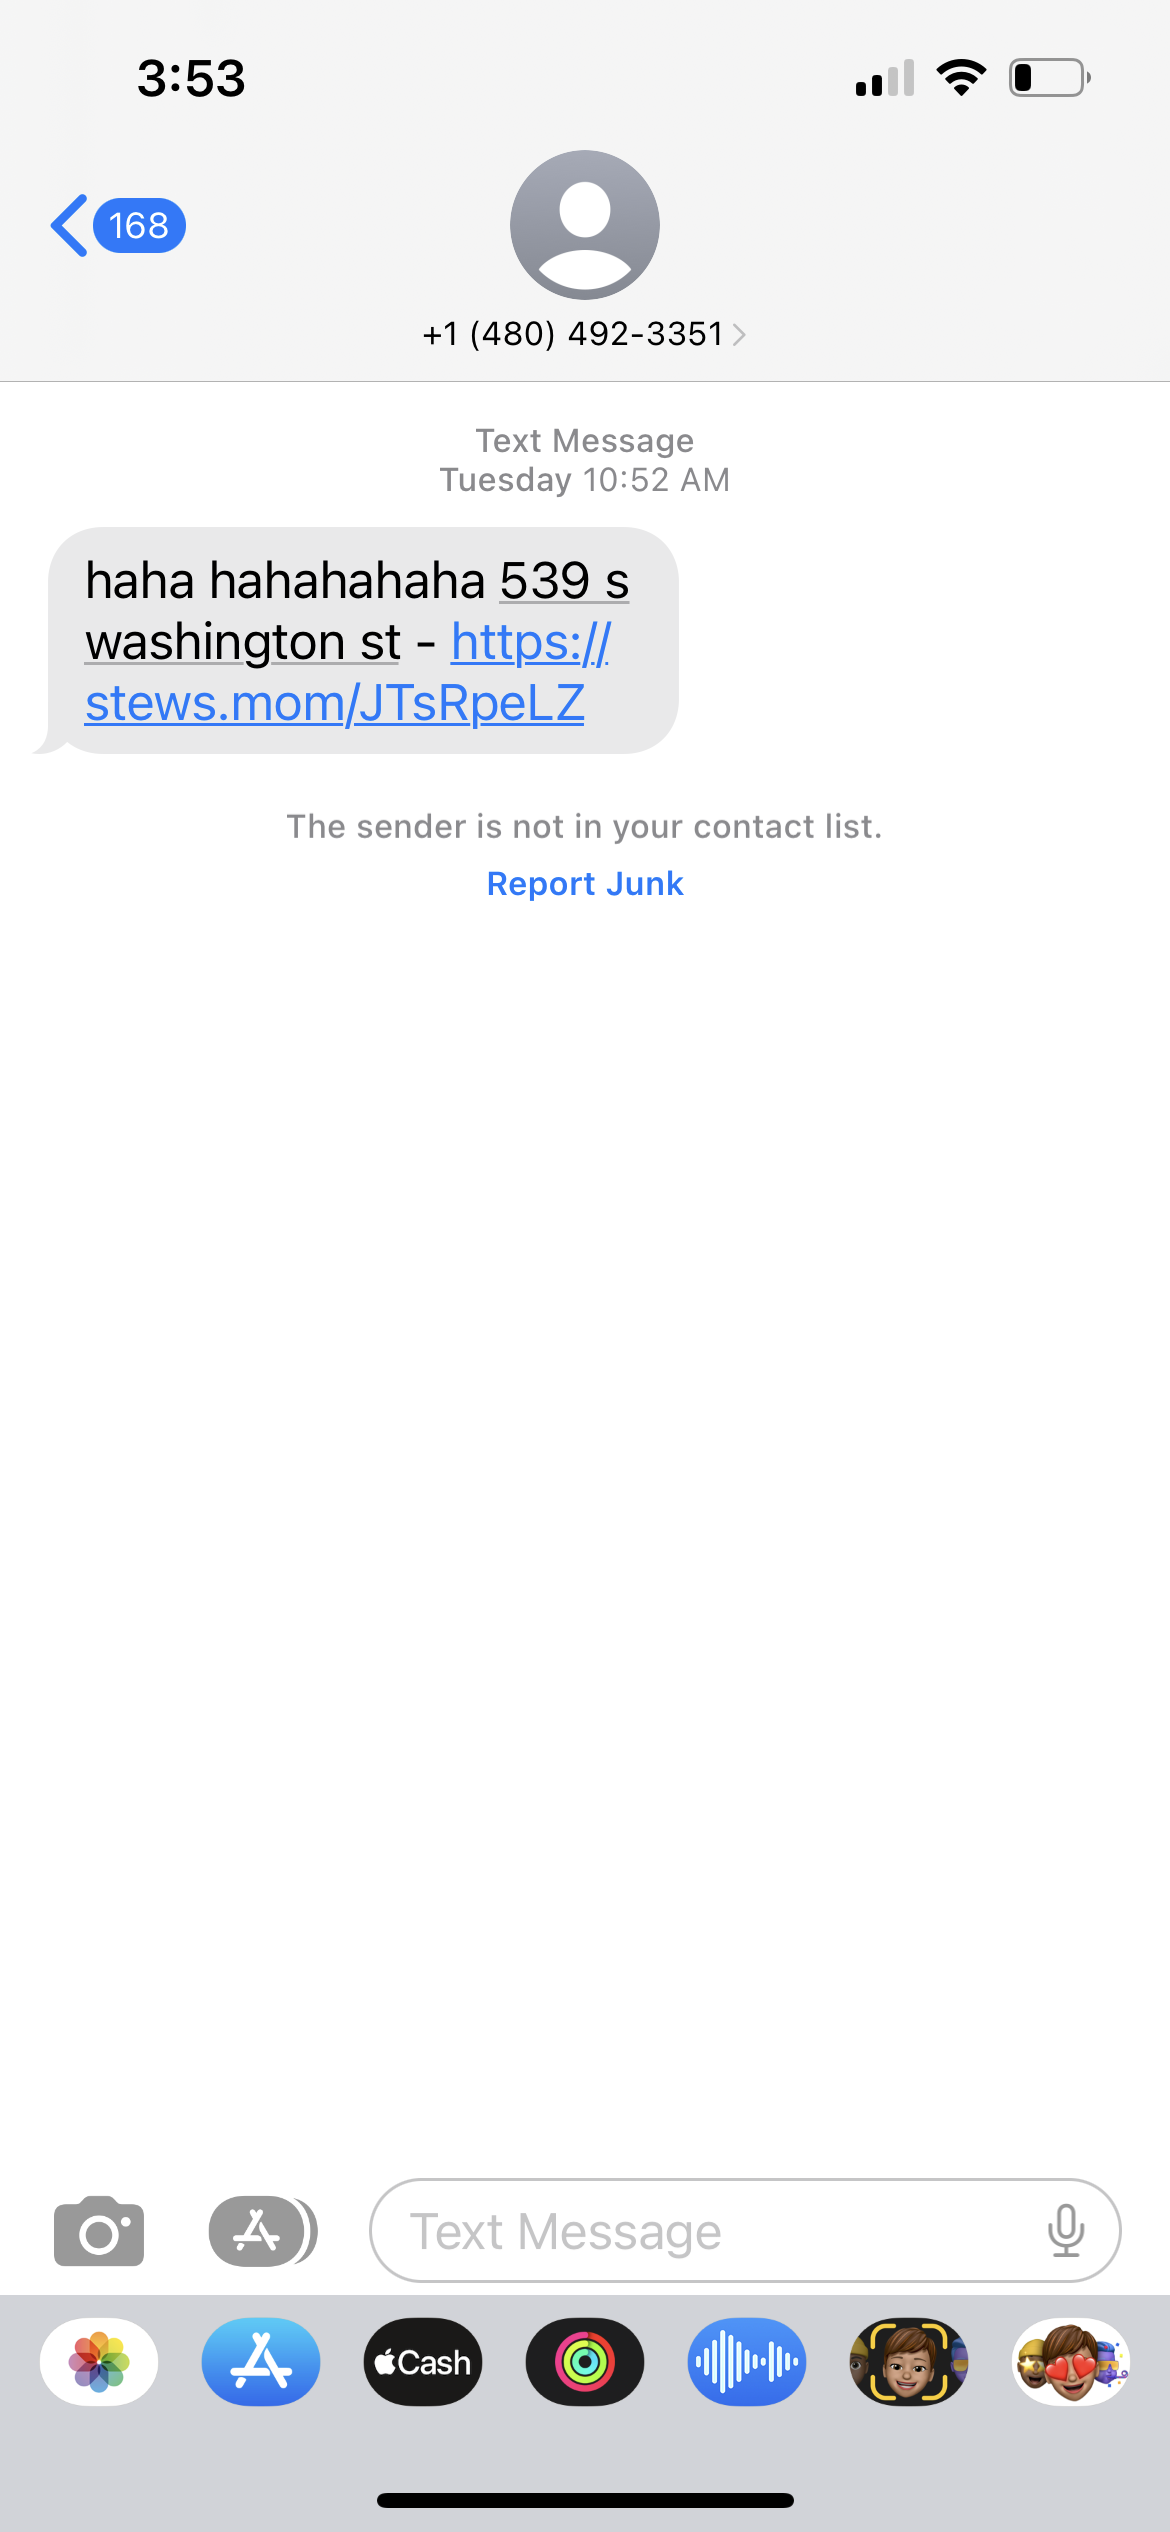 3:53
168
+1 (480) 492-3351
Text Message
Tuesday 10:52 AM
haha hahahahaha 539 s
washington st - https://
stews.mom/JTsRpeLZ
The sender is not in your contact list.
Report Junk
Text Message
Cash